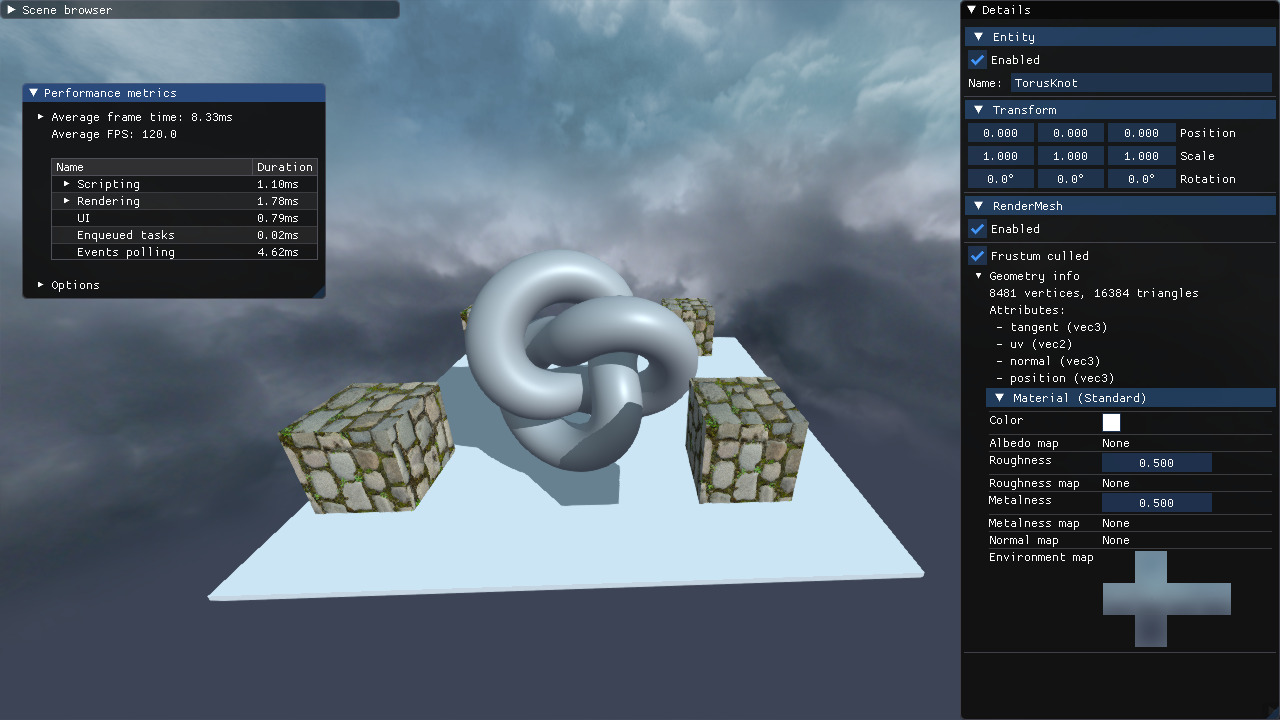 Scene browser
Performance metrics
Average frame time: 8.33ms
Average FPS: 120.0
Name Duration
Scripting 1.10ms
Rendering 1.78ms
UI 0.79ms
Enqueued tasks 0.02ms
Events polling 4.62ms
Options
Details
Entity
Enabled
Name: TorusKnot
Transform
0.000 0.000 0.000 Position
1.000 1.000 1.000 Scale
0.0° 0.0° 0.0° Rotation
RenderMesh
Enabled
Frustum culled
Geometry info
8481 vertices, 16384 triangles
Attributes:
- tangent (vec3)
- uv (vec2)
- normal (vec3)
- position (vec3)
Material (Standard)
Color
Albedo map None
Roughness 0.500
Roughness map None
Metalness 0.500
Metalness map None
Normal map None
Environment map